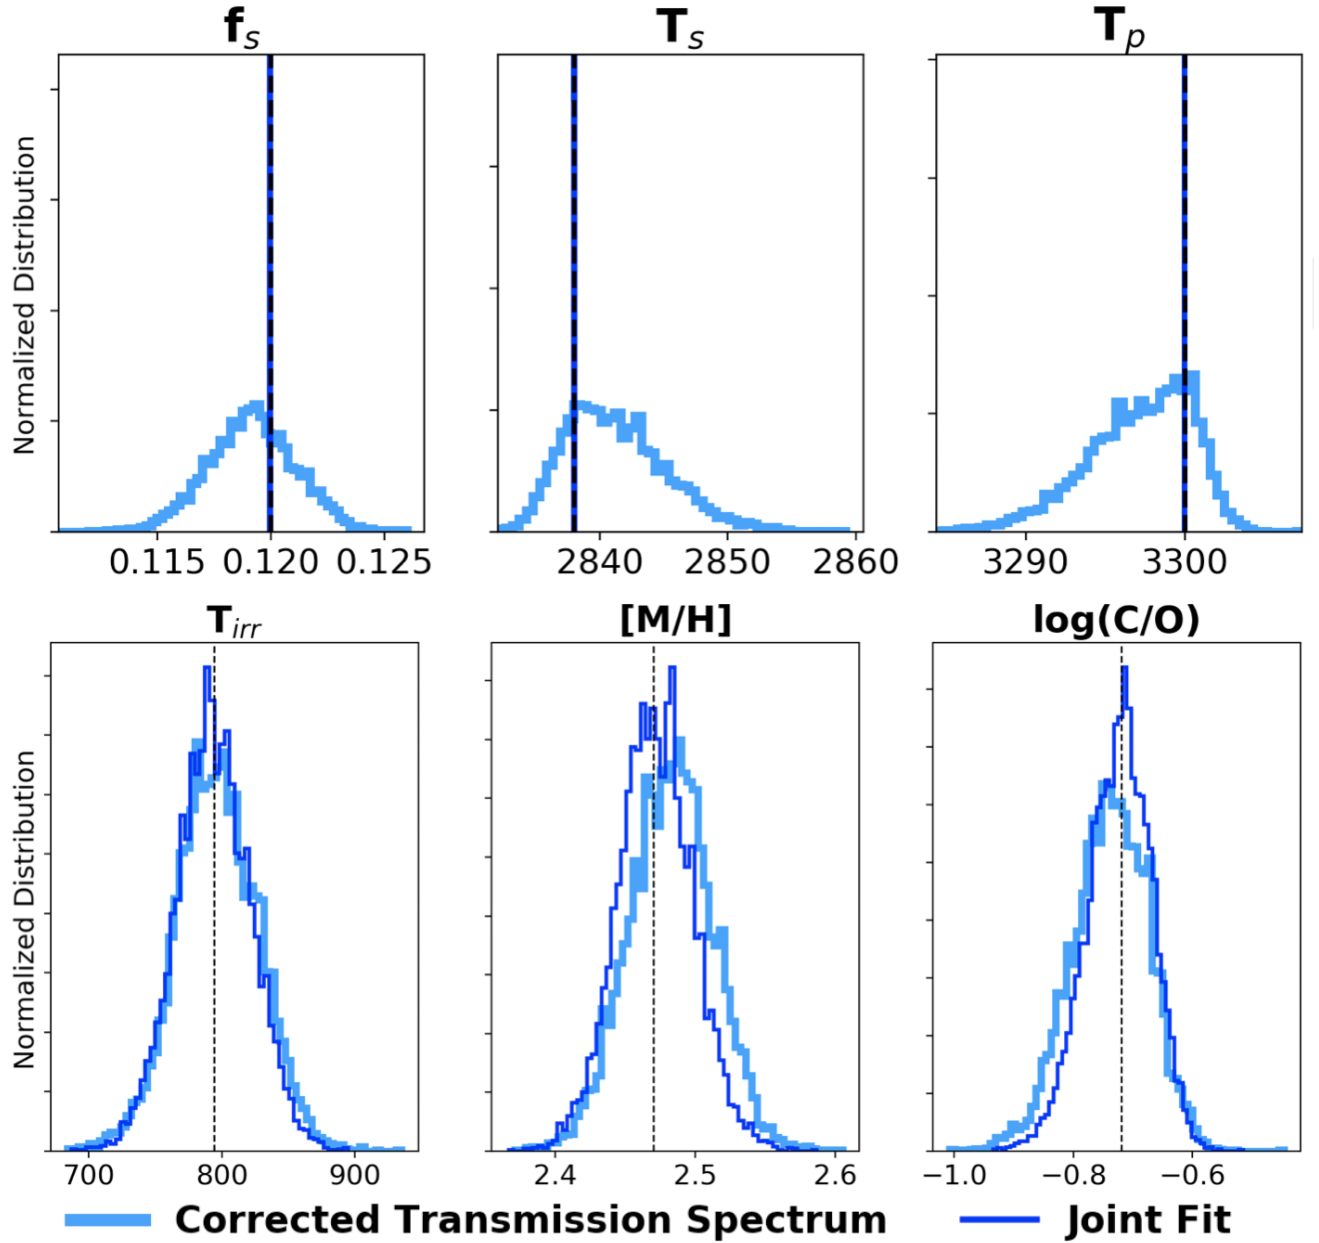 f_s T_s T_p
Normalized Distribution
0.115 0.120 0.125
2840 2850 2860
3290 3300
T_irr [M/H] log(C/O)
Normalized Distribution
700 800 900
2.4 2.5 2.6
−1.0 −0.8 −0.6
Corrected Transmission Spectrum Joint Fit